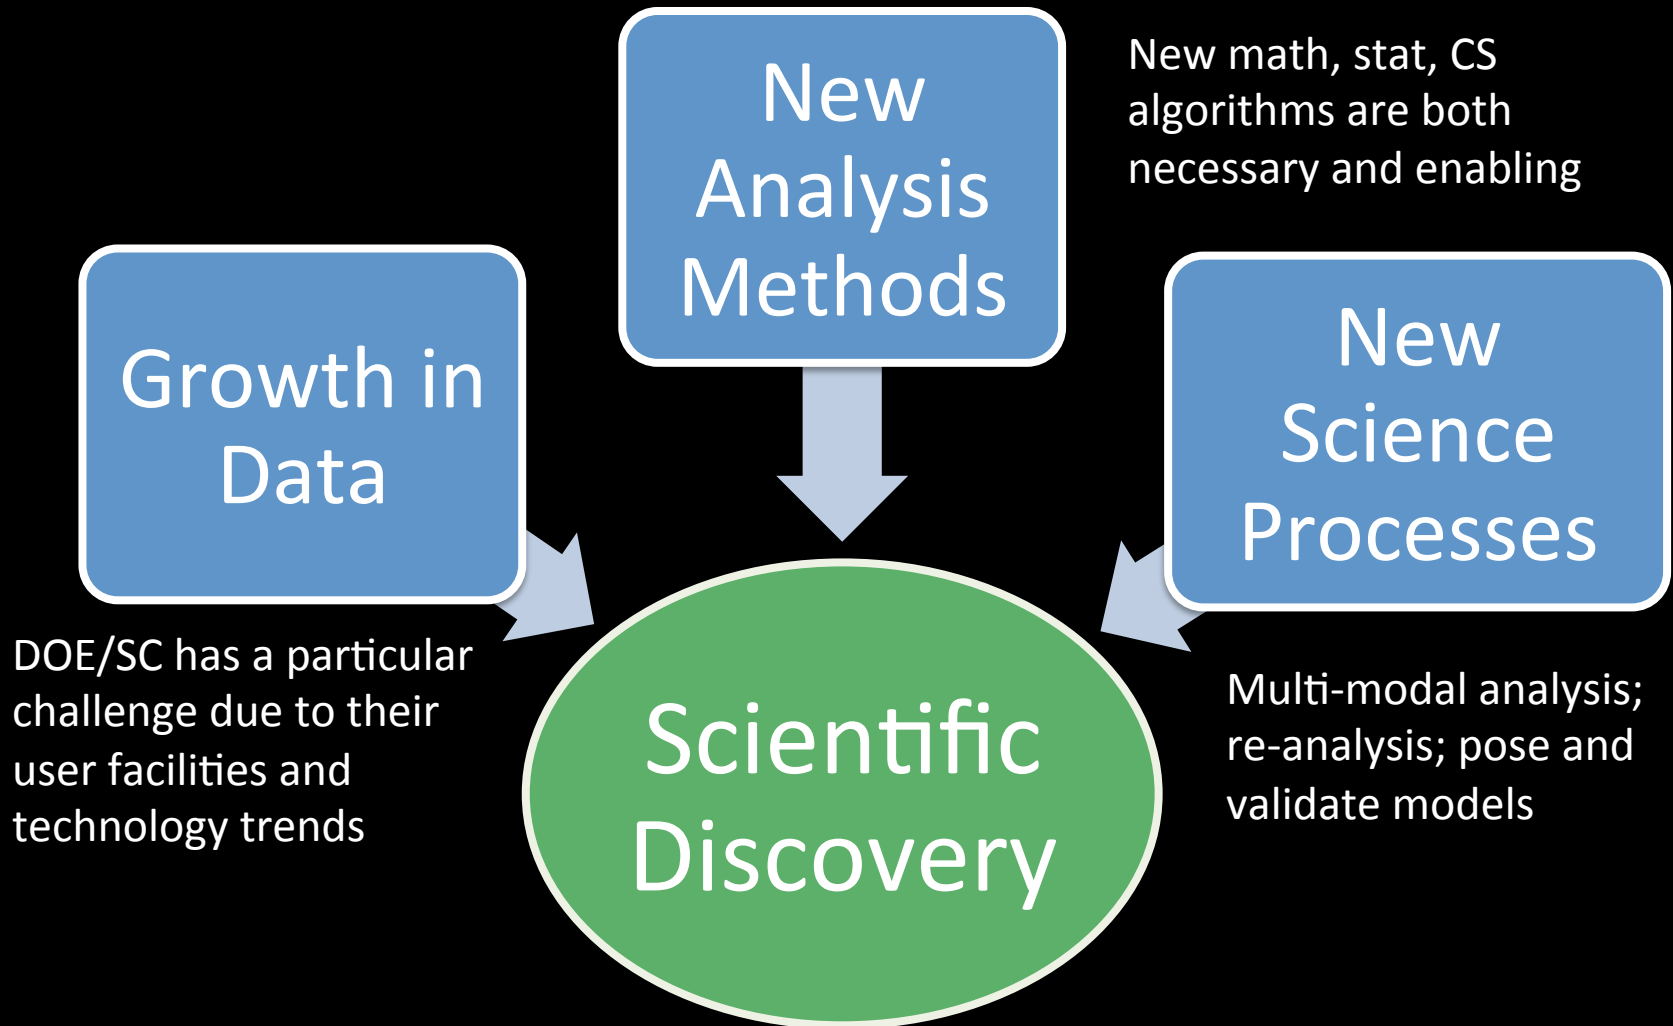 New
Analysis
Methods
New math, stat, CS
algorithms are both
necessary and enabling
Growth in
Data
DOE/SC has a particular
challenge due to their
user facilities and
technology trends
New
Science
Processes
Multi-modal analysis;
re-analysis; pose and
validate models
Scientific
Discovery